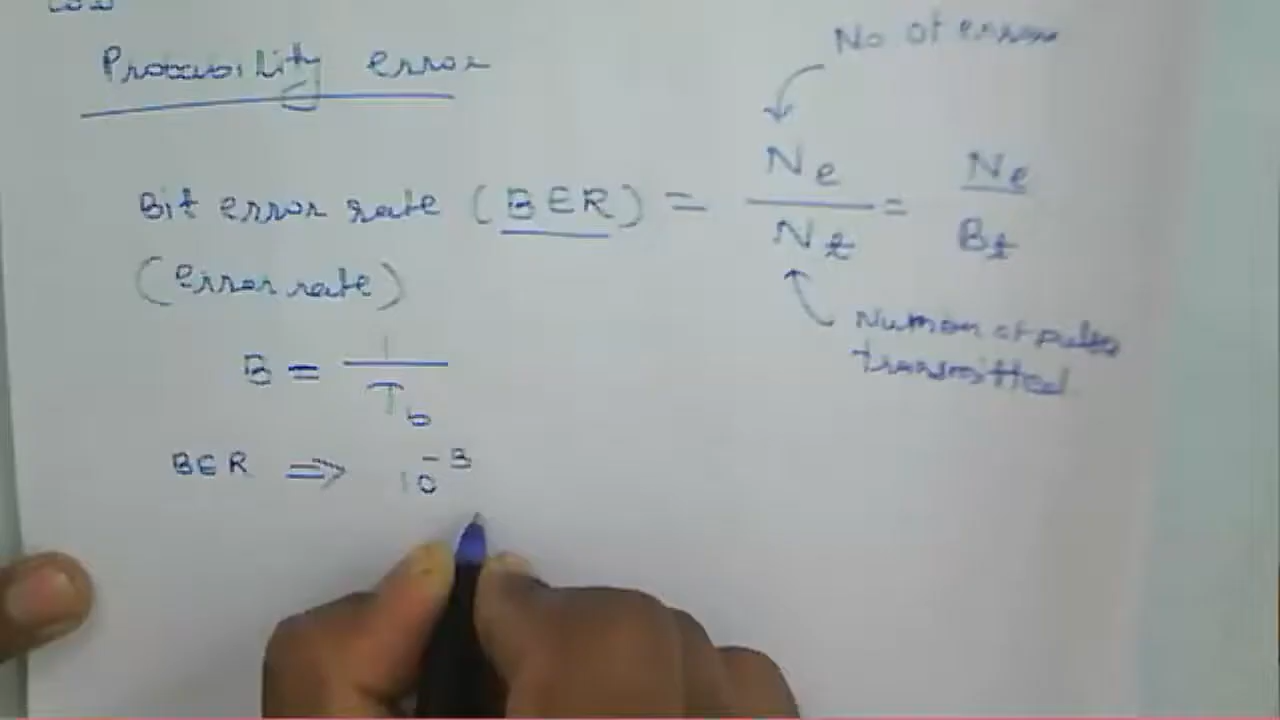 Probability error
No of errors
Bit error rate (BER) = Ne/Nt = Ne/Bt
(error rate)
Number of pulses
transmitted
B = 1/Tb
BER ⇒ 10^-3